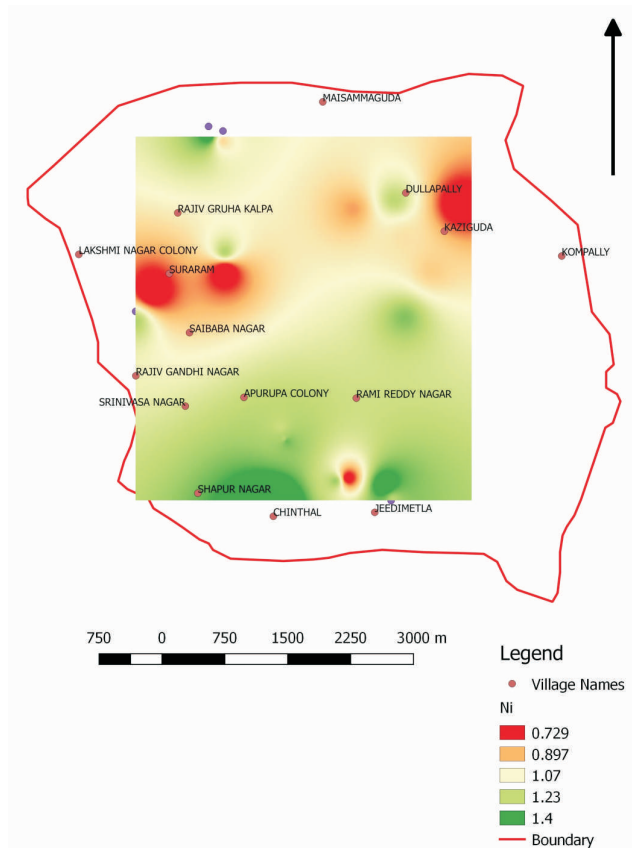 MAISAMMAGUDA
DULLAPALLY
RAJIV GRUHA KALPA
KAZIGUDA
LAKSHMI NAGAR COLONY
KOMPALLY
SURARAM
SAIBABA NAGAR
RAJIV GANDHI NAGAR
APURUPA COLONY
RAMI REDDY NAGAR
SRINIVASA NAGAR
SHAPUR NAGAR
CHINTHAL
JEEDIMETLA
750 0 750 1500 2250 3000 m
Legend
Village Names
Ni
0.729
0.897
1.07
1.23
1.4
Boundary